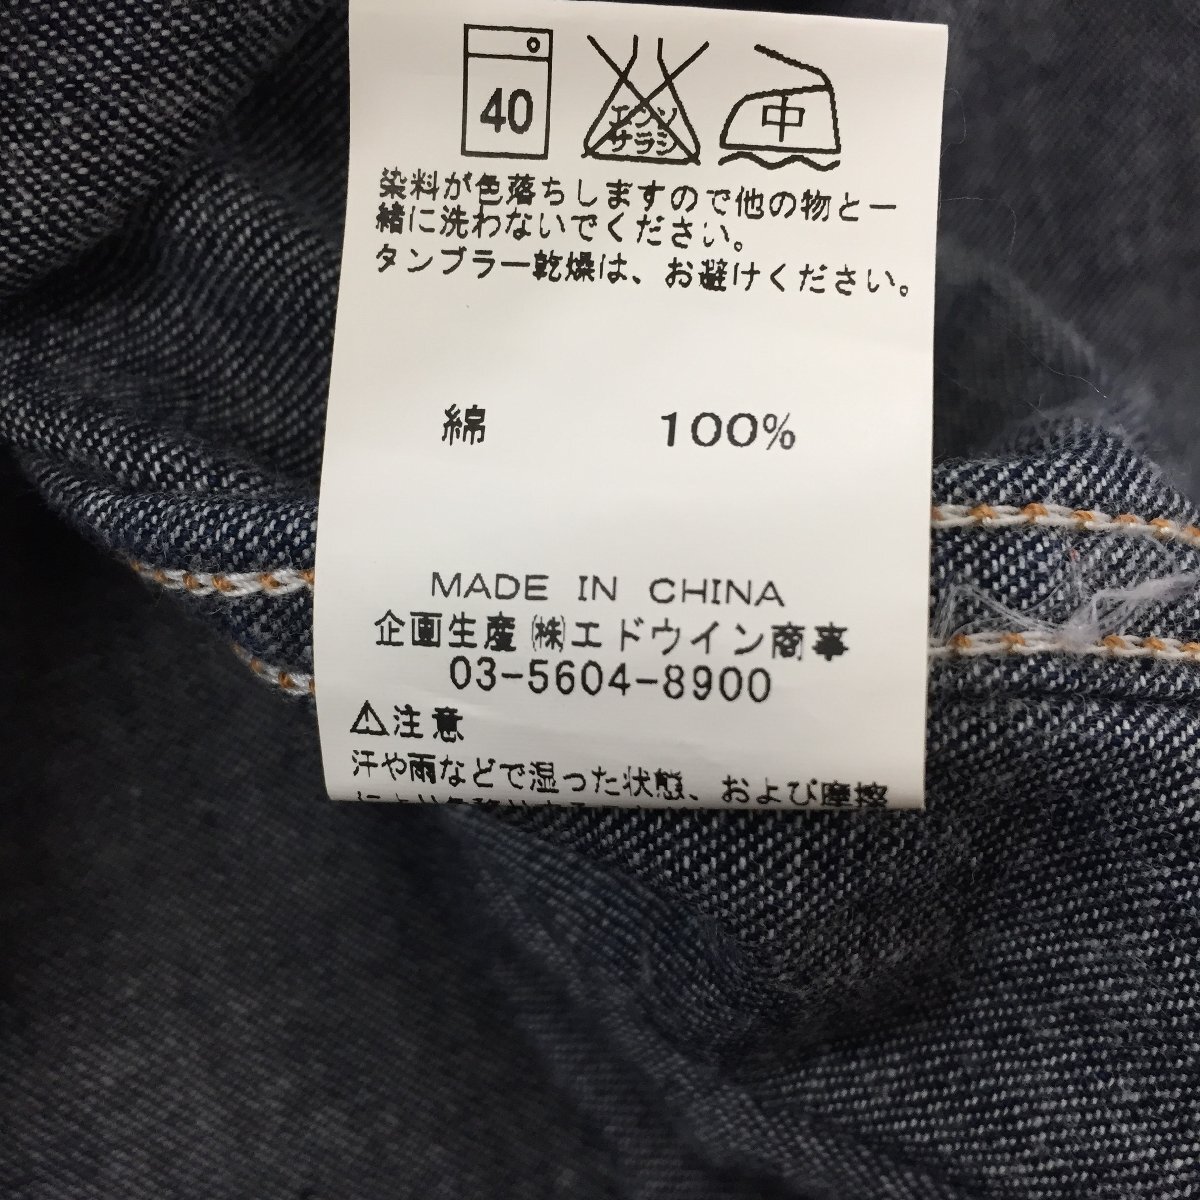 40
エンソ
サラシ
中
染料が色落ちしますので他の物と一
緒に洗わないでください。
タンブラー乾燥は、お避けください。
綿 100%
MADE IN CHINA
企画生産 ㈱エドウイン商事
03-5604-8900
⚠注意
汗や雨などで湿った状態、および摩擦